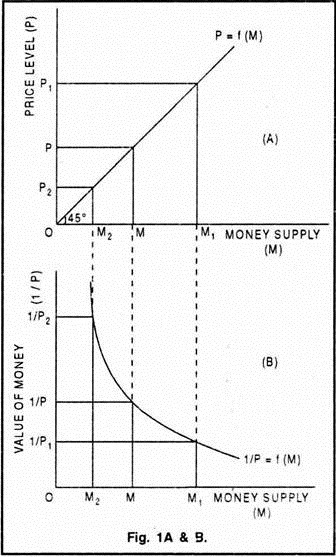 PRICE LEVEL (P)
P = f (M)
P₁
P
P₂
(A)
45°
O M₂ M M₁ MONEY SUPPLY
(M)
VALUE OF MONEY (1 / P)
1/P₂
1/P
1/P₁
(B)
1/P = f (M)
O M₂ M M₁ MONEY SUPPLY
(M)
Fig. 1A & B.